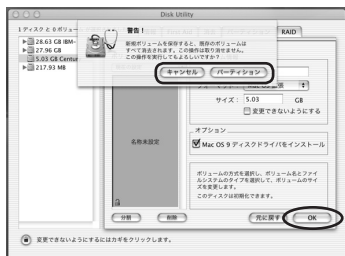 Disk Utility
1ディスク と 0ボリュー
28.63 GB IBM-
27.96 GB
5.03 GB Centur
217.93 MB
RAID
警告！
新規ボリュームを保存すると、既存のボリュームは
すべて消去されます。この操作は取り消せません。
この操作を実行してもよろしいですか？
キャンセル
パーティション
サイズ：
5.03
GB
変更できないようにする
オプション
Mac OS 9 ディスクドライバをインストール
名称未設定
ボリュームの方式を選択し、ボリューム名とファイ
ルシステムのタイプを選択して、ボリュームのサイ
ズを変更します。
このディスクは初期化できます。
分割
削除
元に戻す
OK
変更できないようにするにはカギをクリックします。